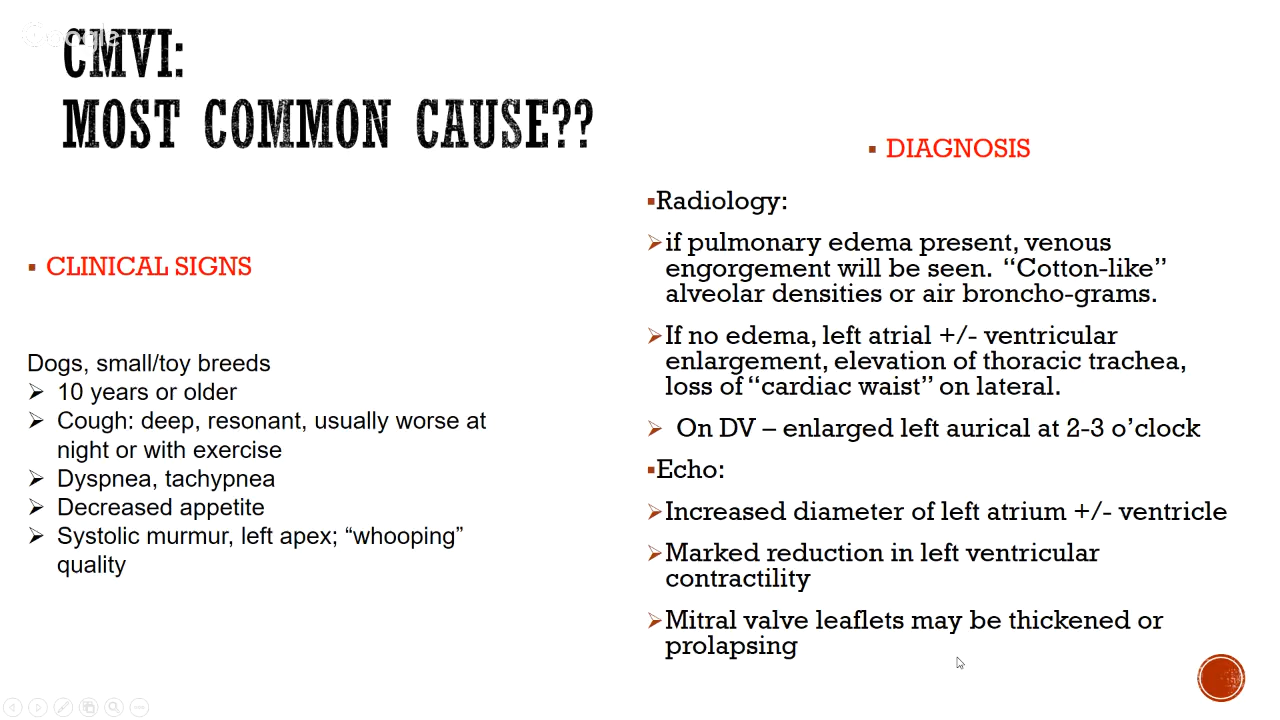 Google
CMVI:
MOST COMMON CAUSE??
▪ CLINICAL SIGNS
Dogs, small/toy breeds
➢ 10 years or older
➢ Cough: deep, resonant, usually worse at
night or with exercise
➢ Dyspnea, tachypnea
➢ Decreased appetite
➢ Systolic murmur, left apex; “whooping”
quality
▪ DIAGNOSIS
▪Radiology:
➢if pulmonary edema present, venous
engorgement will be seen. “Cotton-like”
alveolar densities or air broncho-grams.
➢If no edema, left atrial +/- ventricular
enlargement, elevation of thoracic trachea,
loss of “cardiac waist” on lateral.
➢ On DV – enlarged left aurical at 2-3 o’clock
▪Echo:
➢Increased diameter of left atrium +/- ventricle
➢Marked reduction in left ventricular
contractility
➢Mitral valve leaflets may be thickened or
prolapsing